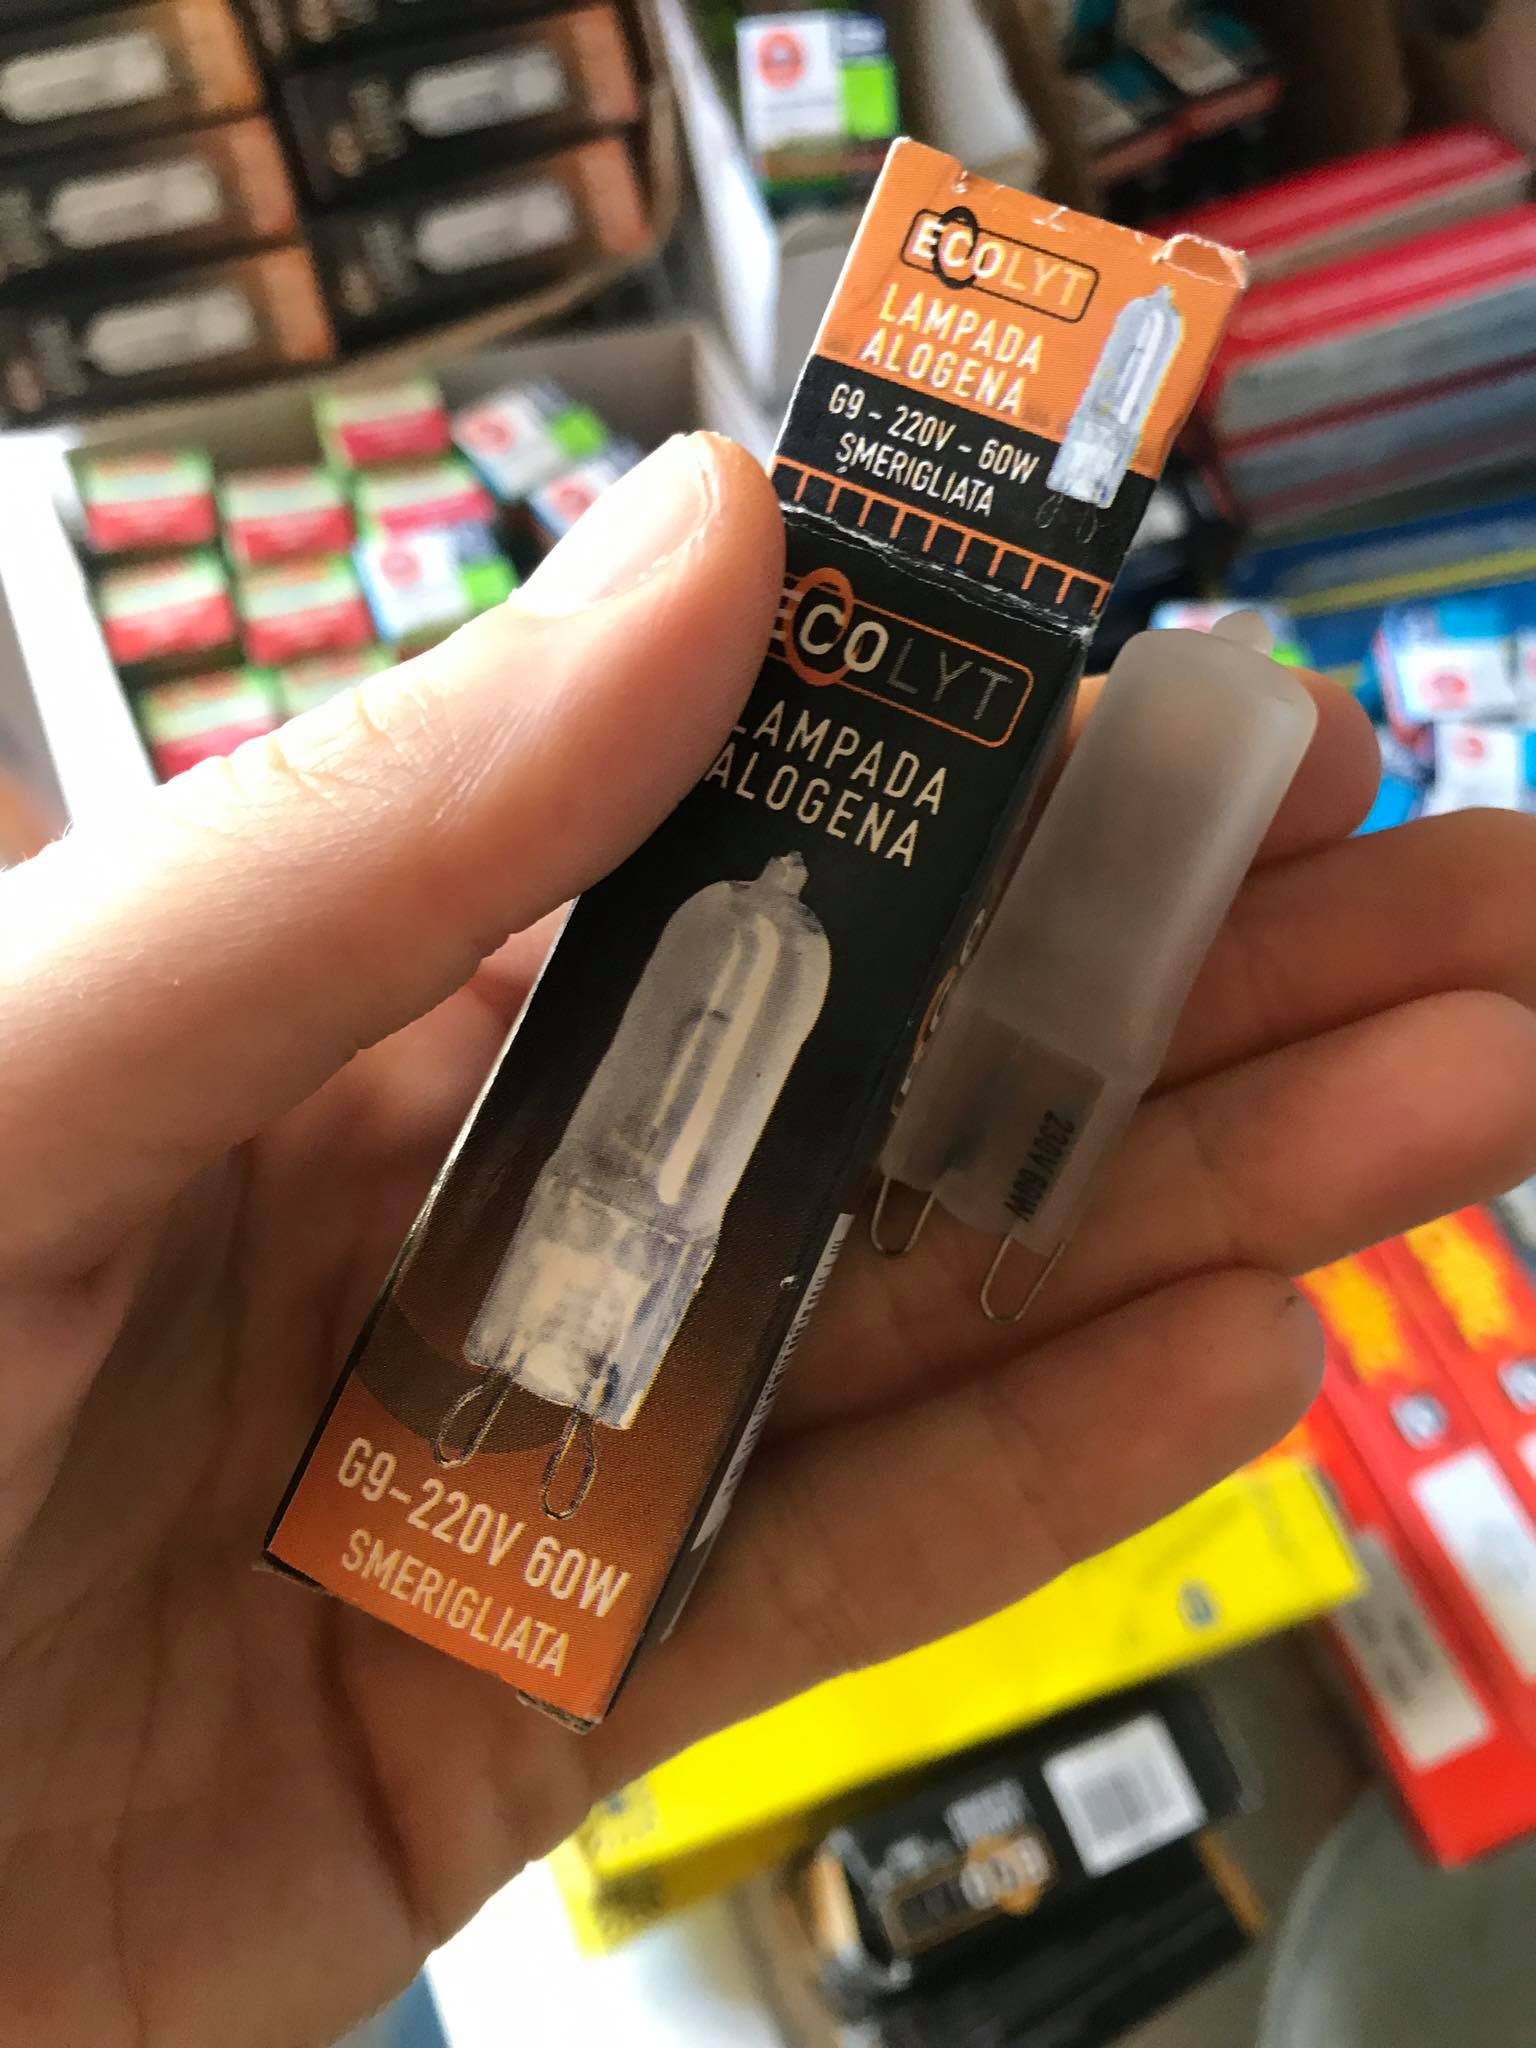 ECOLYT
LAMPADA
ALOGENA
G9 - 220V - 60W
SMERIGLIATA
ECOLYT
LAMPADA
ALOGENA
G9-220V 60W
SMERIGLIATA
230V 60W